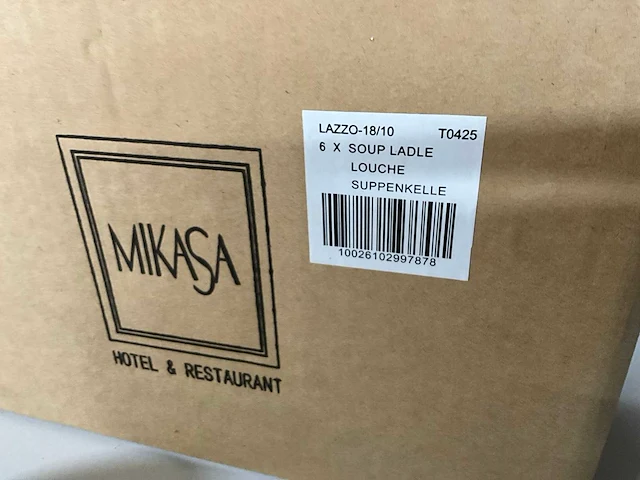 LAZZO-18/10 T0425
6 X SOUP LADLE
LOUCHE
SUPPENKELLE
10026102997878
MIKASA
HOTEL & RESTAURANT